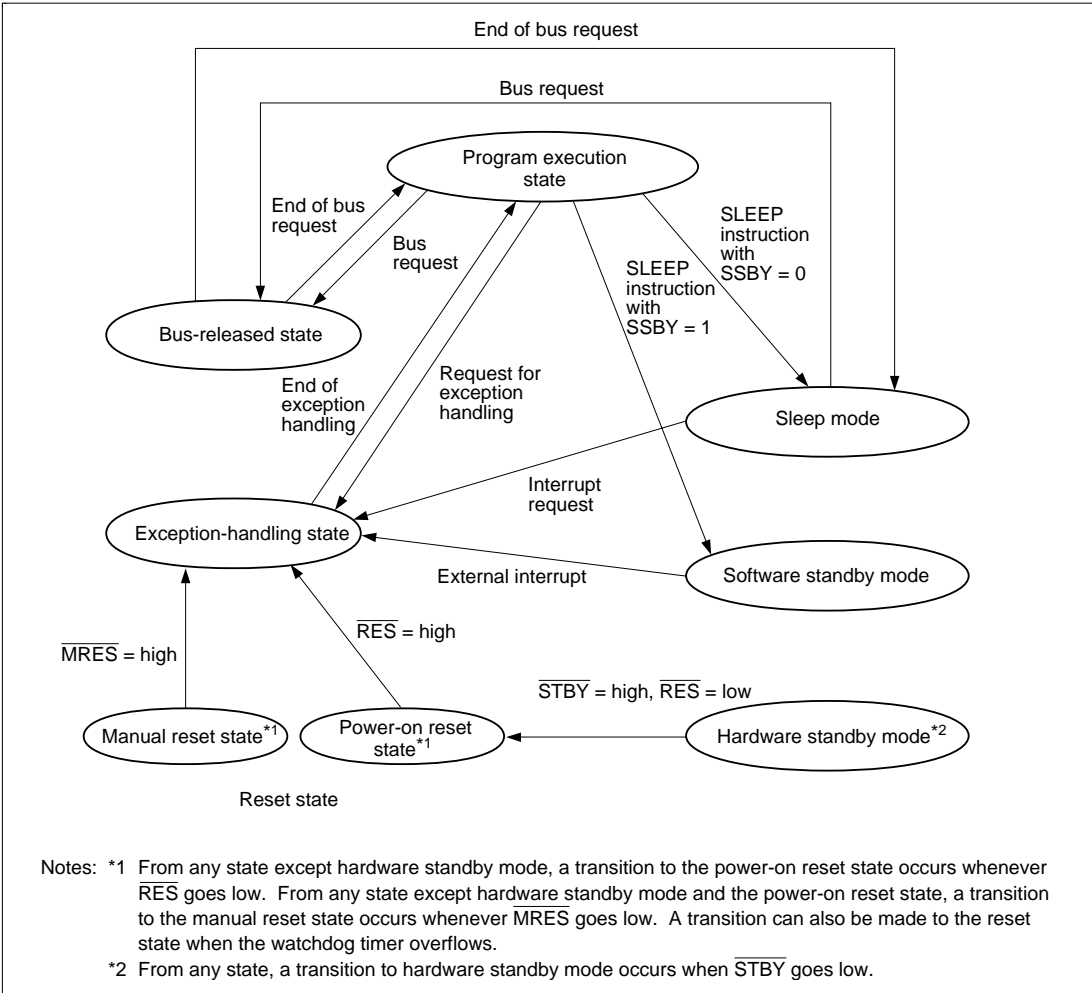 End of bus request
Bus request
Program execution
state
End of bus
request
Bus
request
SLEEP
instruction
with
SSBY = 0
SLEEP
instruction
with
SSBY = 1
Bus-released state
End of
exception
handling
Request for
exception
handling
Sleep mode
Interrupt
request
Exception-handling state
External interrupt
Software standby mode
M̅R̅E̅S̅ = high
R̅E̅S̅ = high
S̅T̅B̅Y̅ = high, R̅E̅S̅ = low
Manual reset state*1
Power-on reset
state*1
Hardware standby mode*2
Reset state
Notes: *1 From any state except hardware standby mode, a transition to the power-on reset state occurs whenever
R̅E̅S̅ goes low. From any state except hardware standby mode and the power-on reset state, a transition
to the manual reset state occurs whenever M̅R̅E̅S̅ goes low. A transition can also be made to the reset
state when the watchdog timer overflows.
*2 From any state, a transition to hardware standby mode occurs when S̅T̅B̅Y̅ goes low.